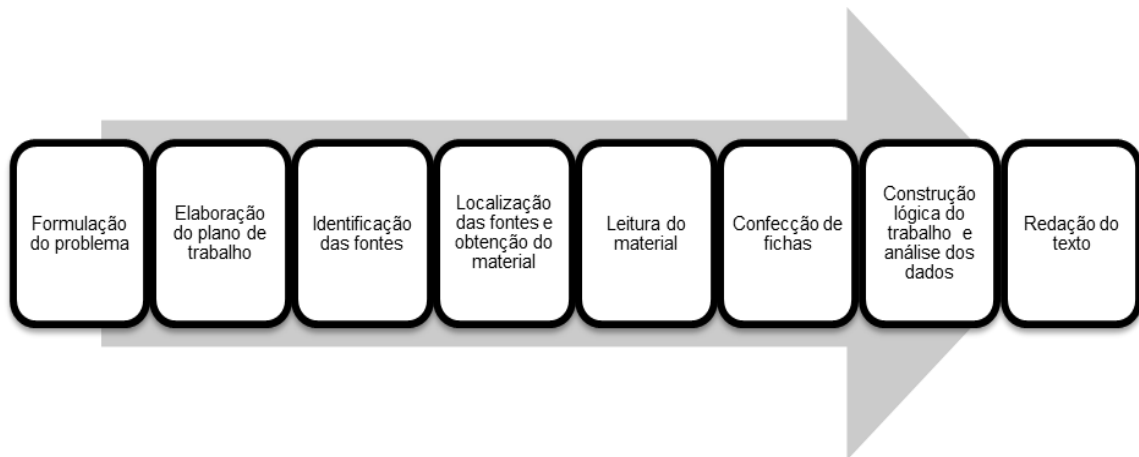 Formulação
do problema
Elaboração
do plano de
trabalho
Identificação
das fontes
Localização
das fontes e
obtenção do
material
Leitura do
material
Confecção de
fichas
Construção
lógica do
trabalho e
análise dos
dados
Redação do
texto